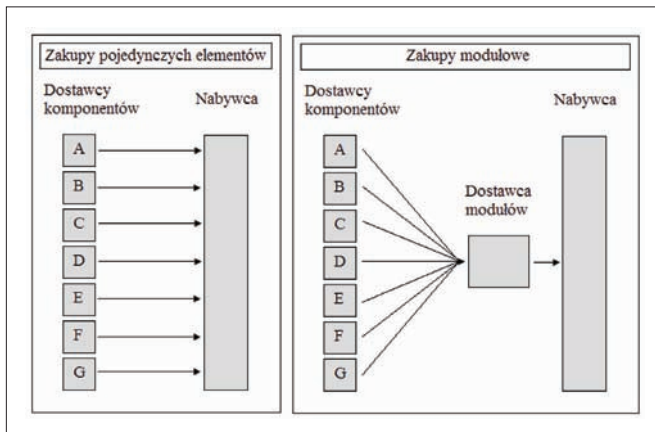 Zakupy pojedynczych elementów
Dostawcy
komponentów
Nabywca
A
B
C
D
E
F
G
Zakupy modułowe
Dostawcy
komponentów
Nabywca
A
B
C
D
E
F
G
Dostawca
modułów